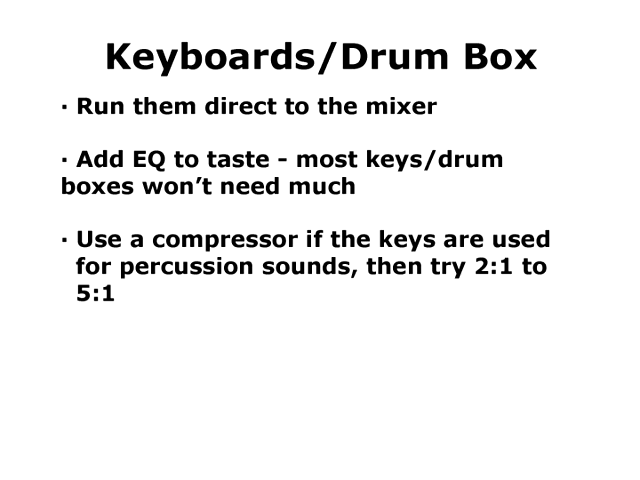 Keyboards/Drum Box
· Run them direct to the mixer
· Add EQ to taste - most keys/drum
boxes won’t need much
· Use a compressor if the keys are used
for percussion sounds, then try 2:1 to
5:1